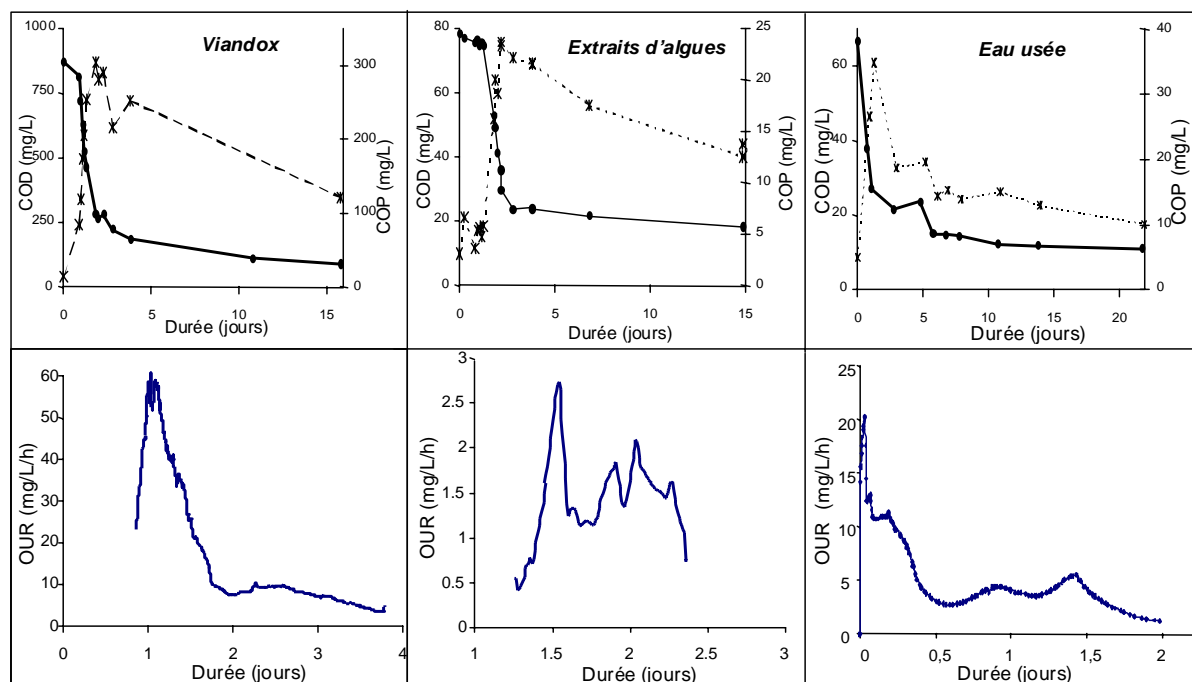 Viandox
COD (mg/L)
1000
750
500
250
0
COP (mg/L)
300
200
100
0
0 5 10 15
Durée (jours)
Extraits d'algues
COD (mg/L)
80
60
40
20
0
COP (mg/L)
25
20
15
10
5
0
0 5 10 15
Durée (jours)
Eau usée
COD (mg/L)
60
40
20
0
COP (mg/L)
40
30
20
10
0
0 5 10 15 20
Durée (jours)
OUR (mg/L/h)
60
50
40
30
20
10
0
0 1 2 3 4
Durée (jours)
OUR (mg/L/h)
3
2.5
2
1.5
1
0.5
0
1 1.5 2 2.5 3
Durée (jours)
OUR (mg/L/h)
25
20
15
10
5
0
0 0,5 1 1,5 2
Durée (jours)